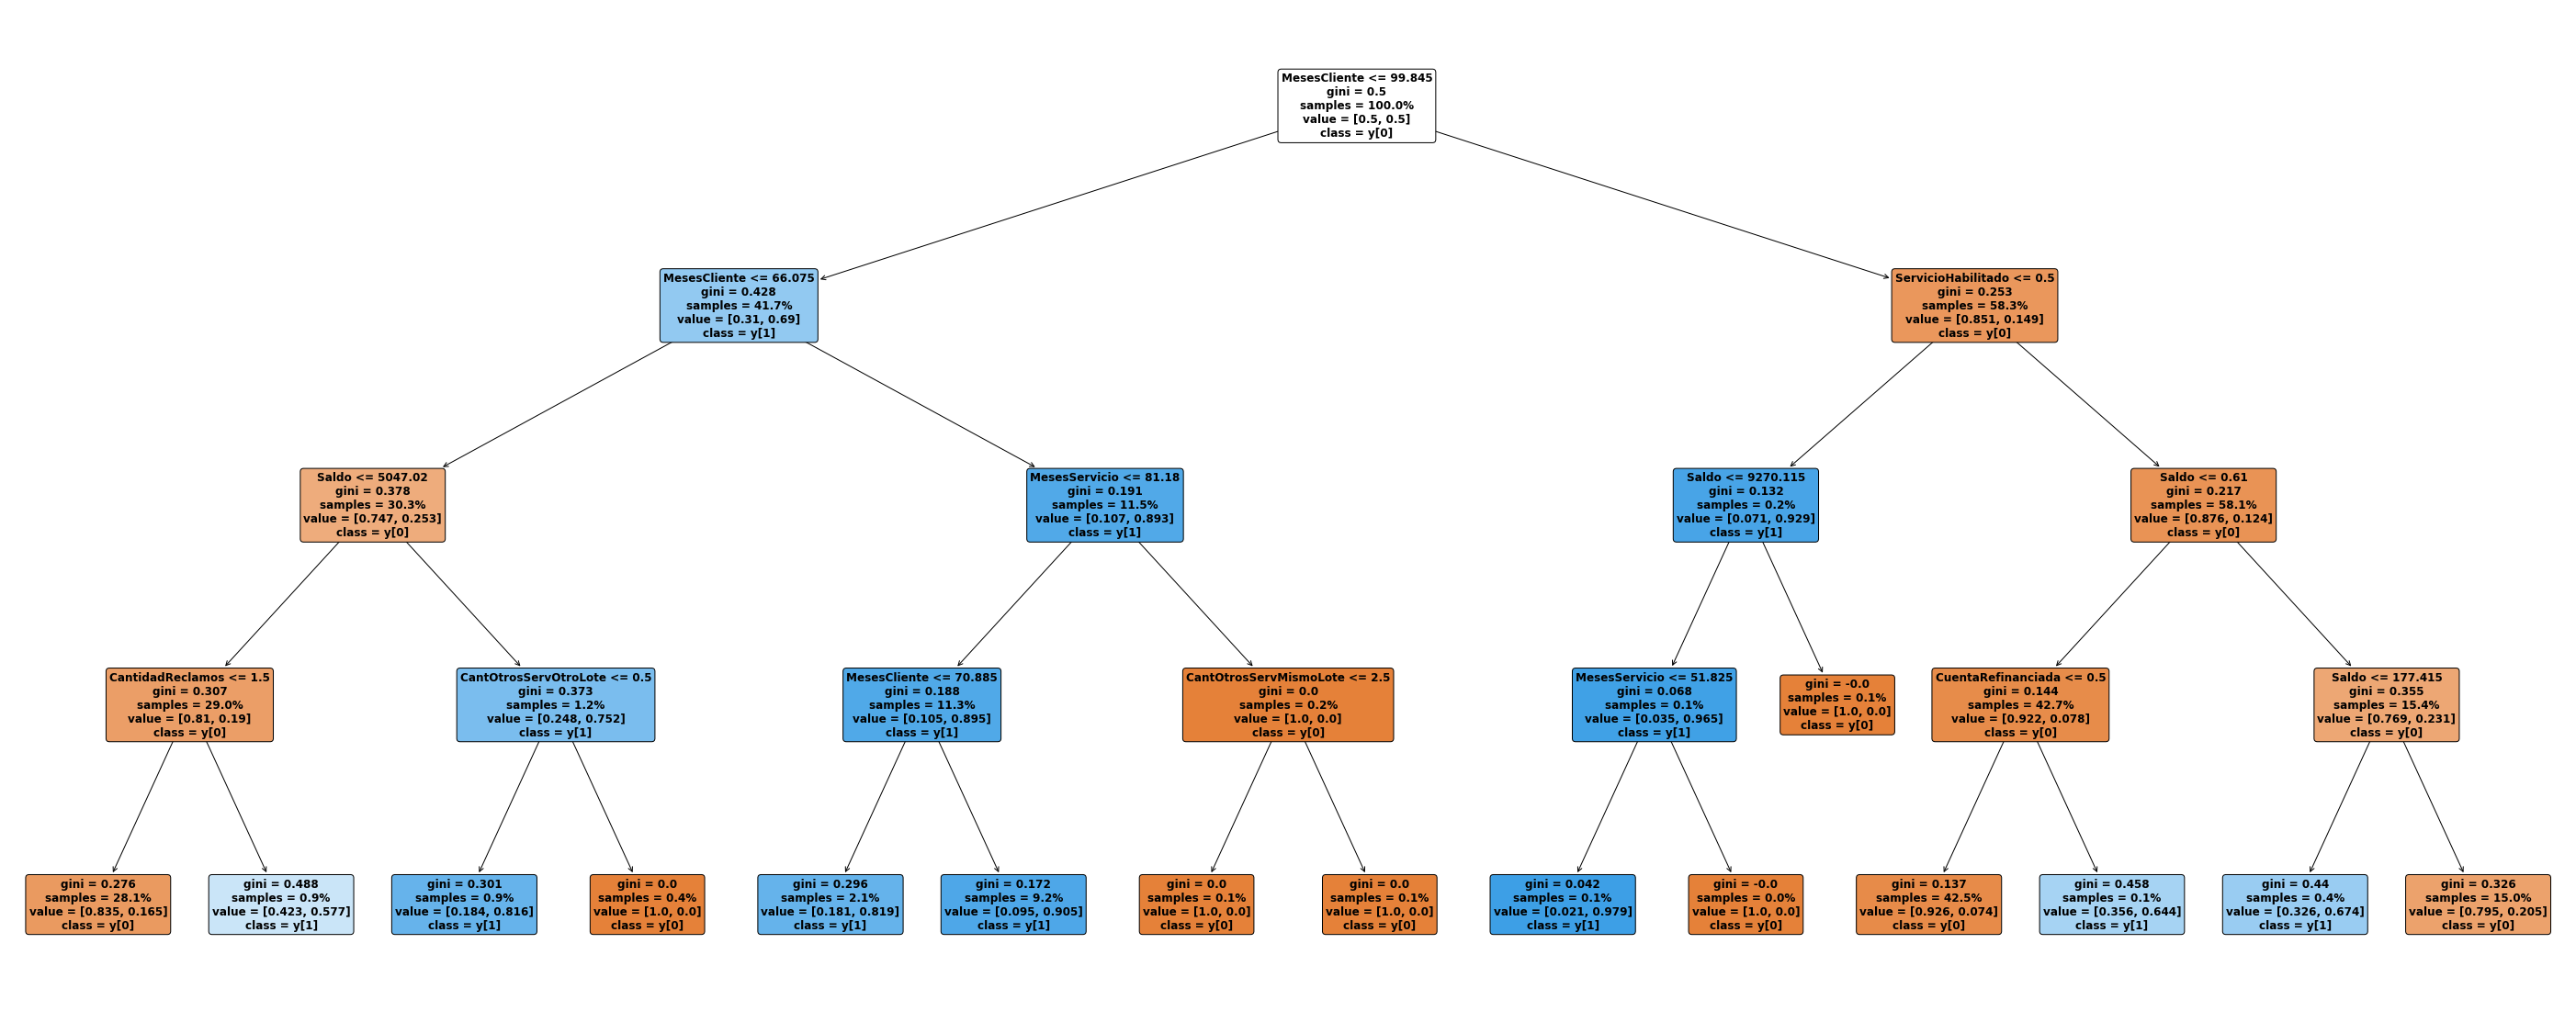 MesesCliente <= 99.845
gini = 0.5
samples = 100.0%
value = [0.5, 0.5]
class = y[0]
MesesCliente <= 66.075
gini = 0.428
samples = 41.7%
value = [0.31, 0.69]
class = y[1]
ServicioHabilitado <= 0.5
gini = 0.253
samples = 58.3%
value = [0.851, 0.149]
class = y[0]
Saldo <= 5047.02
gini = 0.378
samples = 30.3%
value = [0.747, 0.253]
class = y[0]
MesesServicio <= 81.18
gini = 0.191
samples = 11.5%
value = [0.107, 0.893]
class = y[1]
Saldo <= 9270.115
gini = 0.132
samples = 0.2%
value = [0.071, 0.929]
class = y[1]
Saldo <= 0.61
gini = 0.217
samples = 58.1%
value = [0.876, 0.124]
class = y[0]
CantidadReclamos <= 1.5
gini = 0.307
samples = 29.0%
value = [0.81, 0.19]
class = y[0]
CantOtrosServOtroLote <= 0.5
gini = 0.373
samples = 1.2%
value = [0.248, 0.752]
class = y[1]
MesesCliente <= 70.885
gini = 0.188
samples = 11.3%
value = [0.105, 0.895]
class = y[1]
CantOtrosServMismoLote <= 2.5
gini = 0.0
samples = 0.2%
value = [1.0, 0.0]
class = y[0]
MesesServicio <= 51.825
gini = 0.068
samples = 0.1%
value = [0.035, 0.965]
class = y[1]
gini = -0.0
samples = 0.1%
value = [1.0, 0.0]
class = y[0]
CuentaRefinanciada <= 0.5
gini = 0.144
samples = 42.7%
value = [0.922, 0.078]
class = y[0]
Saldo <= 177.415
gini = 0.355
samples = 15.4%
value = [0.769, 0.231]
class = y[0]
gini = 0.276
samples = 28.1%
value = [0.835, 0.165]
class = y[0]
gini = 0.488
samples = 0.9%
value = [0.423, 0.577]
class = y[1]
gini = 0.301
samples = 0.9%
value = [0.184, 0.816]
class = y[1]
gini = 0.0
samples = 0.4%
value = [1.0, 0.0]
class = y[0]
gini = 0.296
samples = 2.1%
value = [0.181, 0.819]
class = y[1]
gini = 0.172
samples = 9.2%
value = [0.095, 0.905]
class = y[1]
gini = 0.0
samples = 0.1%
value = [1.0, 0.0]
class = y[0]
gini = 0.0
samples = 0.1%
value = [1.0, 0.0]
class = y[0]
gini = 0.042
samples = 0.1%
value = [0.021, 0.979]
class = y[1]
gini = -0.0
samples = 0.0%
value = [1.0, 0.0]
class = y[0]
gini = 0.137
samples = 42.5%
value = [0.926, 0.074]
class = y[0]
gini = 0.458
samples = 0.1%
value = [0.356, 0.644]
class = y[1]
gini = 0.44
samples = 0.4%
value = [0.326, 0.674]
class = y[1]
gini = 0.326
samples = 15.0%
value = [0.795, 0.205]
class = y[0]